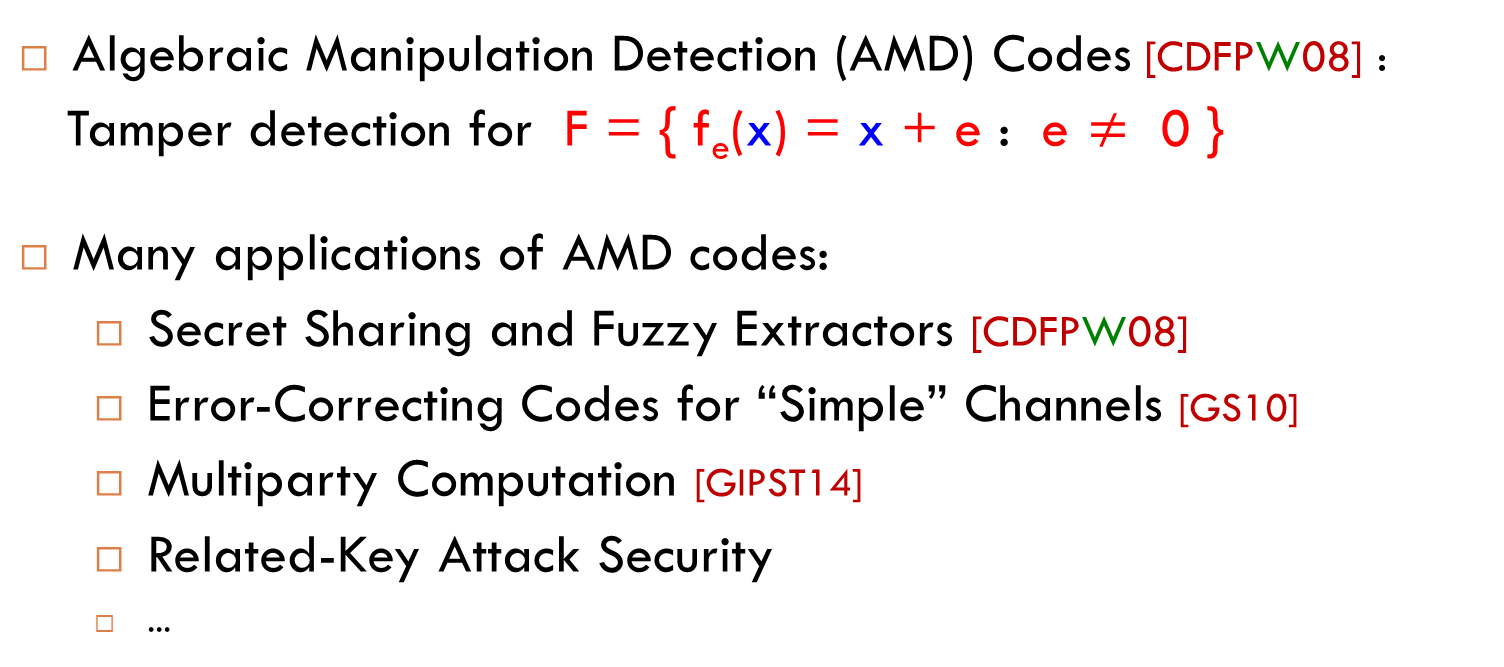 Algebraic Manipulation Detection (AMD) Codes [CDFPW08] :
Tamper detection for F = { fₑ(x) = x + e : e ≠ 0 }
Many applications of AMD codes:
Secret Sharing and Fuzzy Extractors [CDFPW08]
Error-Correcting Codes for “Simple” Channels [GS10]
Multiparty Computation [GIPST14]
Related-Key Attack Security
...